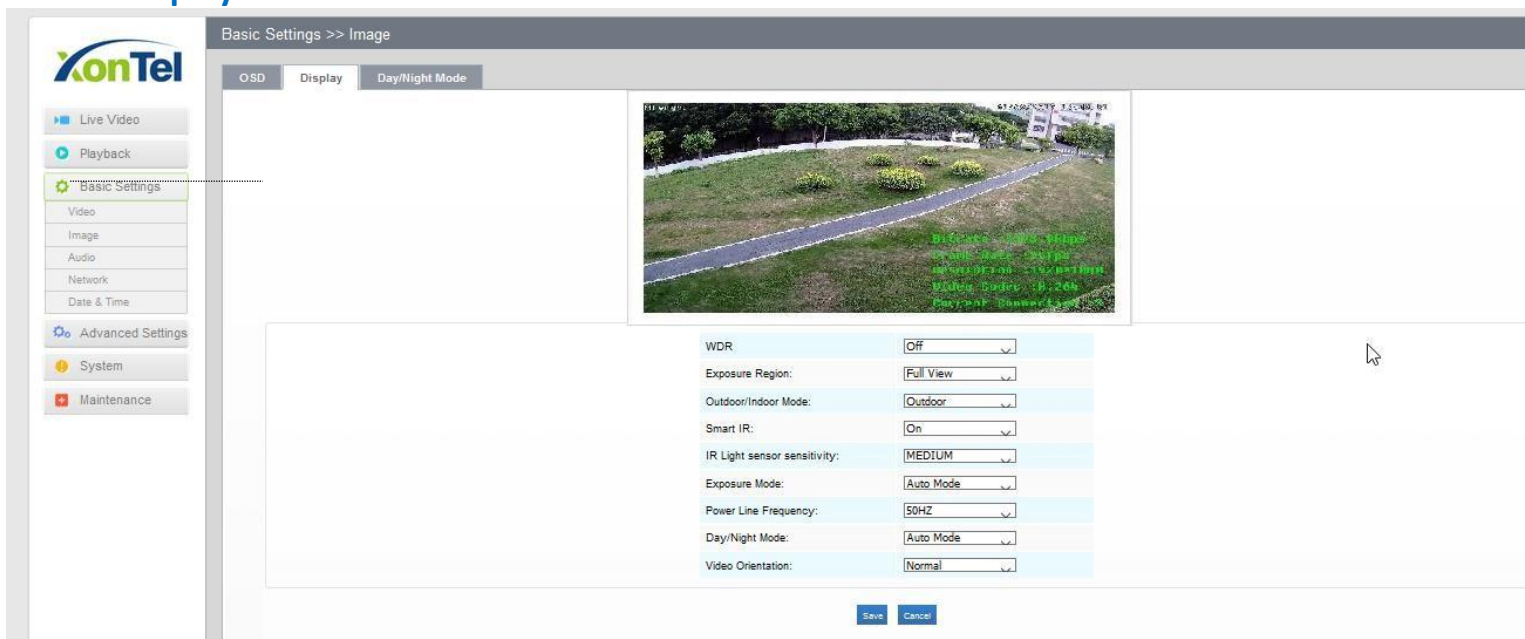 Basic Settings >> Image
XonTel
OSD Display Day/Night Mode
Live Video
Playback
Basic Settings
Video
Image
Audio
Network
Date & Time
Advanced Settings
System
Maintenance
Video Codec :H.264
WDR Off
Exposure Region: Full View
Outdoor/Indoor Mode: Outdoor
Smart IR: On
IR Light sensor sensitivity: MEDIUM
Exposure Mode: Auto Mode
Power Line Frequency: 50HZ
Day/Night Mode: Auto Mode
Video Orientation: Normal
Save Cancel